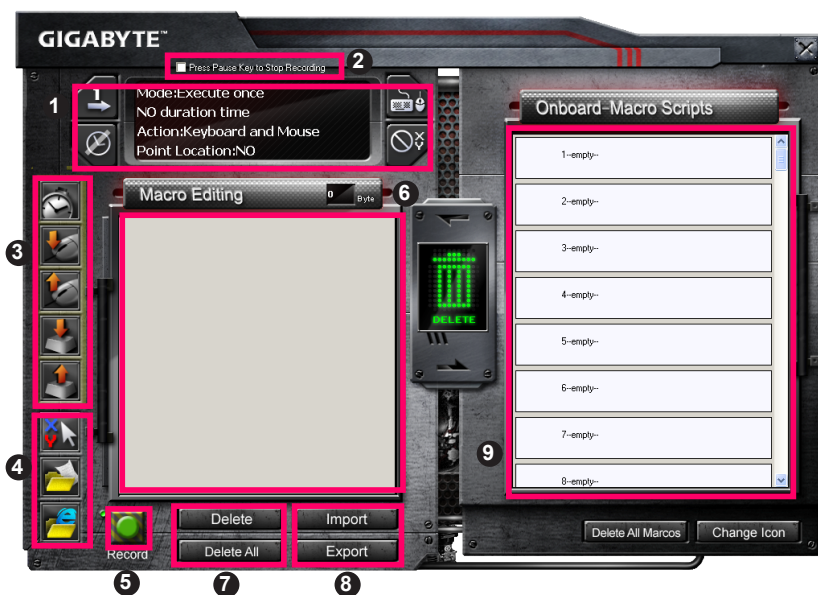 GIGABYTE™
Press Pause Key to Stop Recording
2
1
1
Mode:Execute once
NO duration time
Action:Keyboard and Mouse
Point Location:NO
Onboard-Macro Scripts
Macro Editing
0
Byte
6
3
X
Y
4
DELETE
1--empty--
2--empty--
3--empty--
4--empty--
5--empty--
6--empty--
7--empty--
8--empty--
9
Record
Delete
Import
Delete All
Export
Delete All Marcos
Change Icon
5
7
8